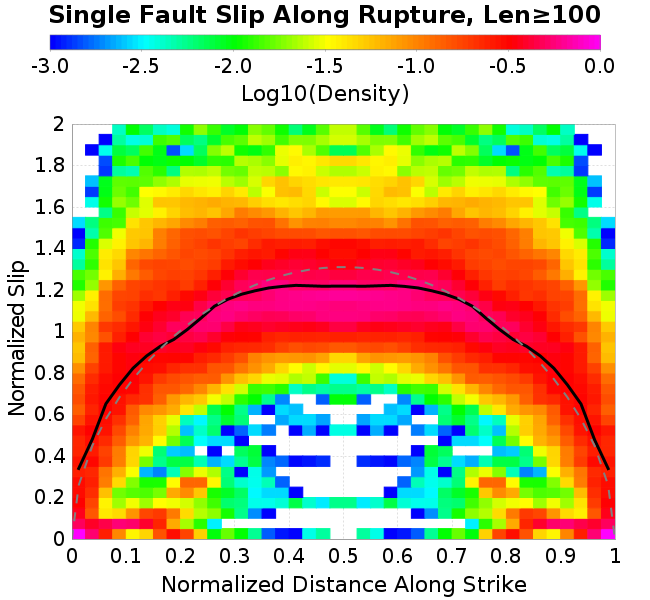 Single Fault Slip Along Rupture, Len≥100
-3.0 -2.5 -2.0 -1.5 -1.0 -0.5 0.0
Log10(Density)
2
1.8
1.6
1.4
1.2
1
0.8
0.6
0.4
0.2
0
Normalized Slip
0 0.1 0.2 0.3 0.4 0.5 0.6 0.7 0.8 0.9 1
Normalized Distance Along Strike